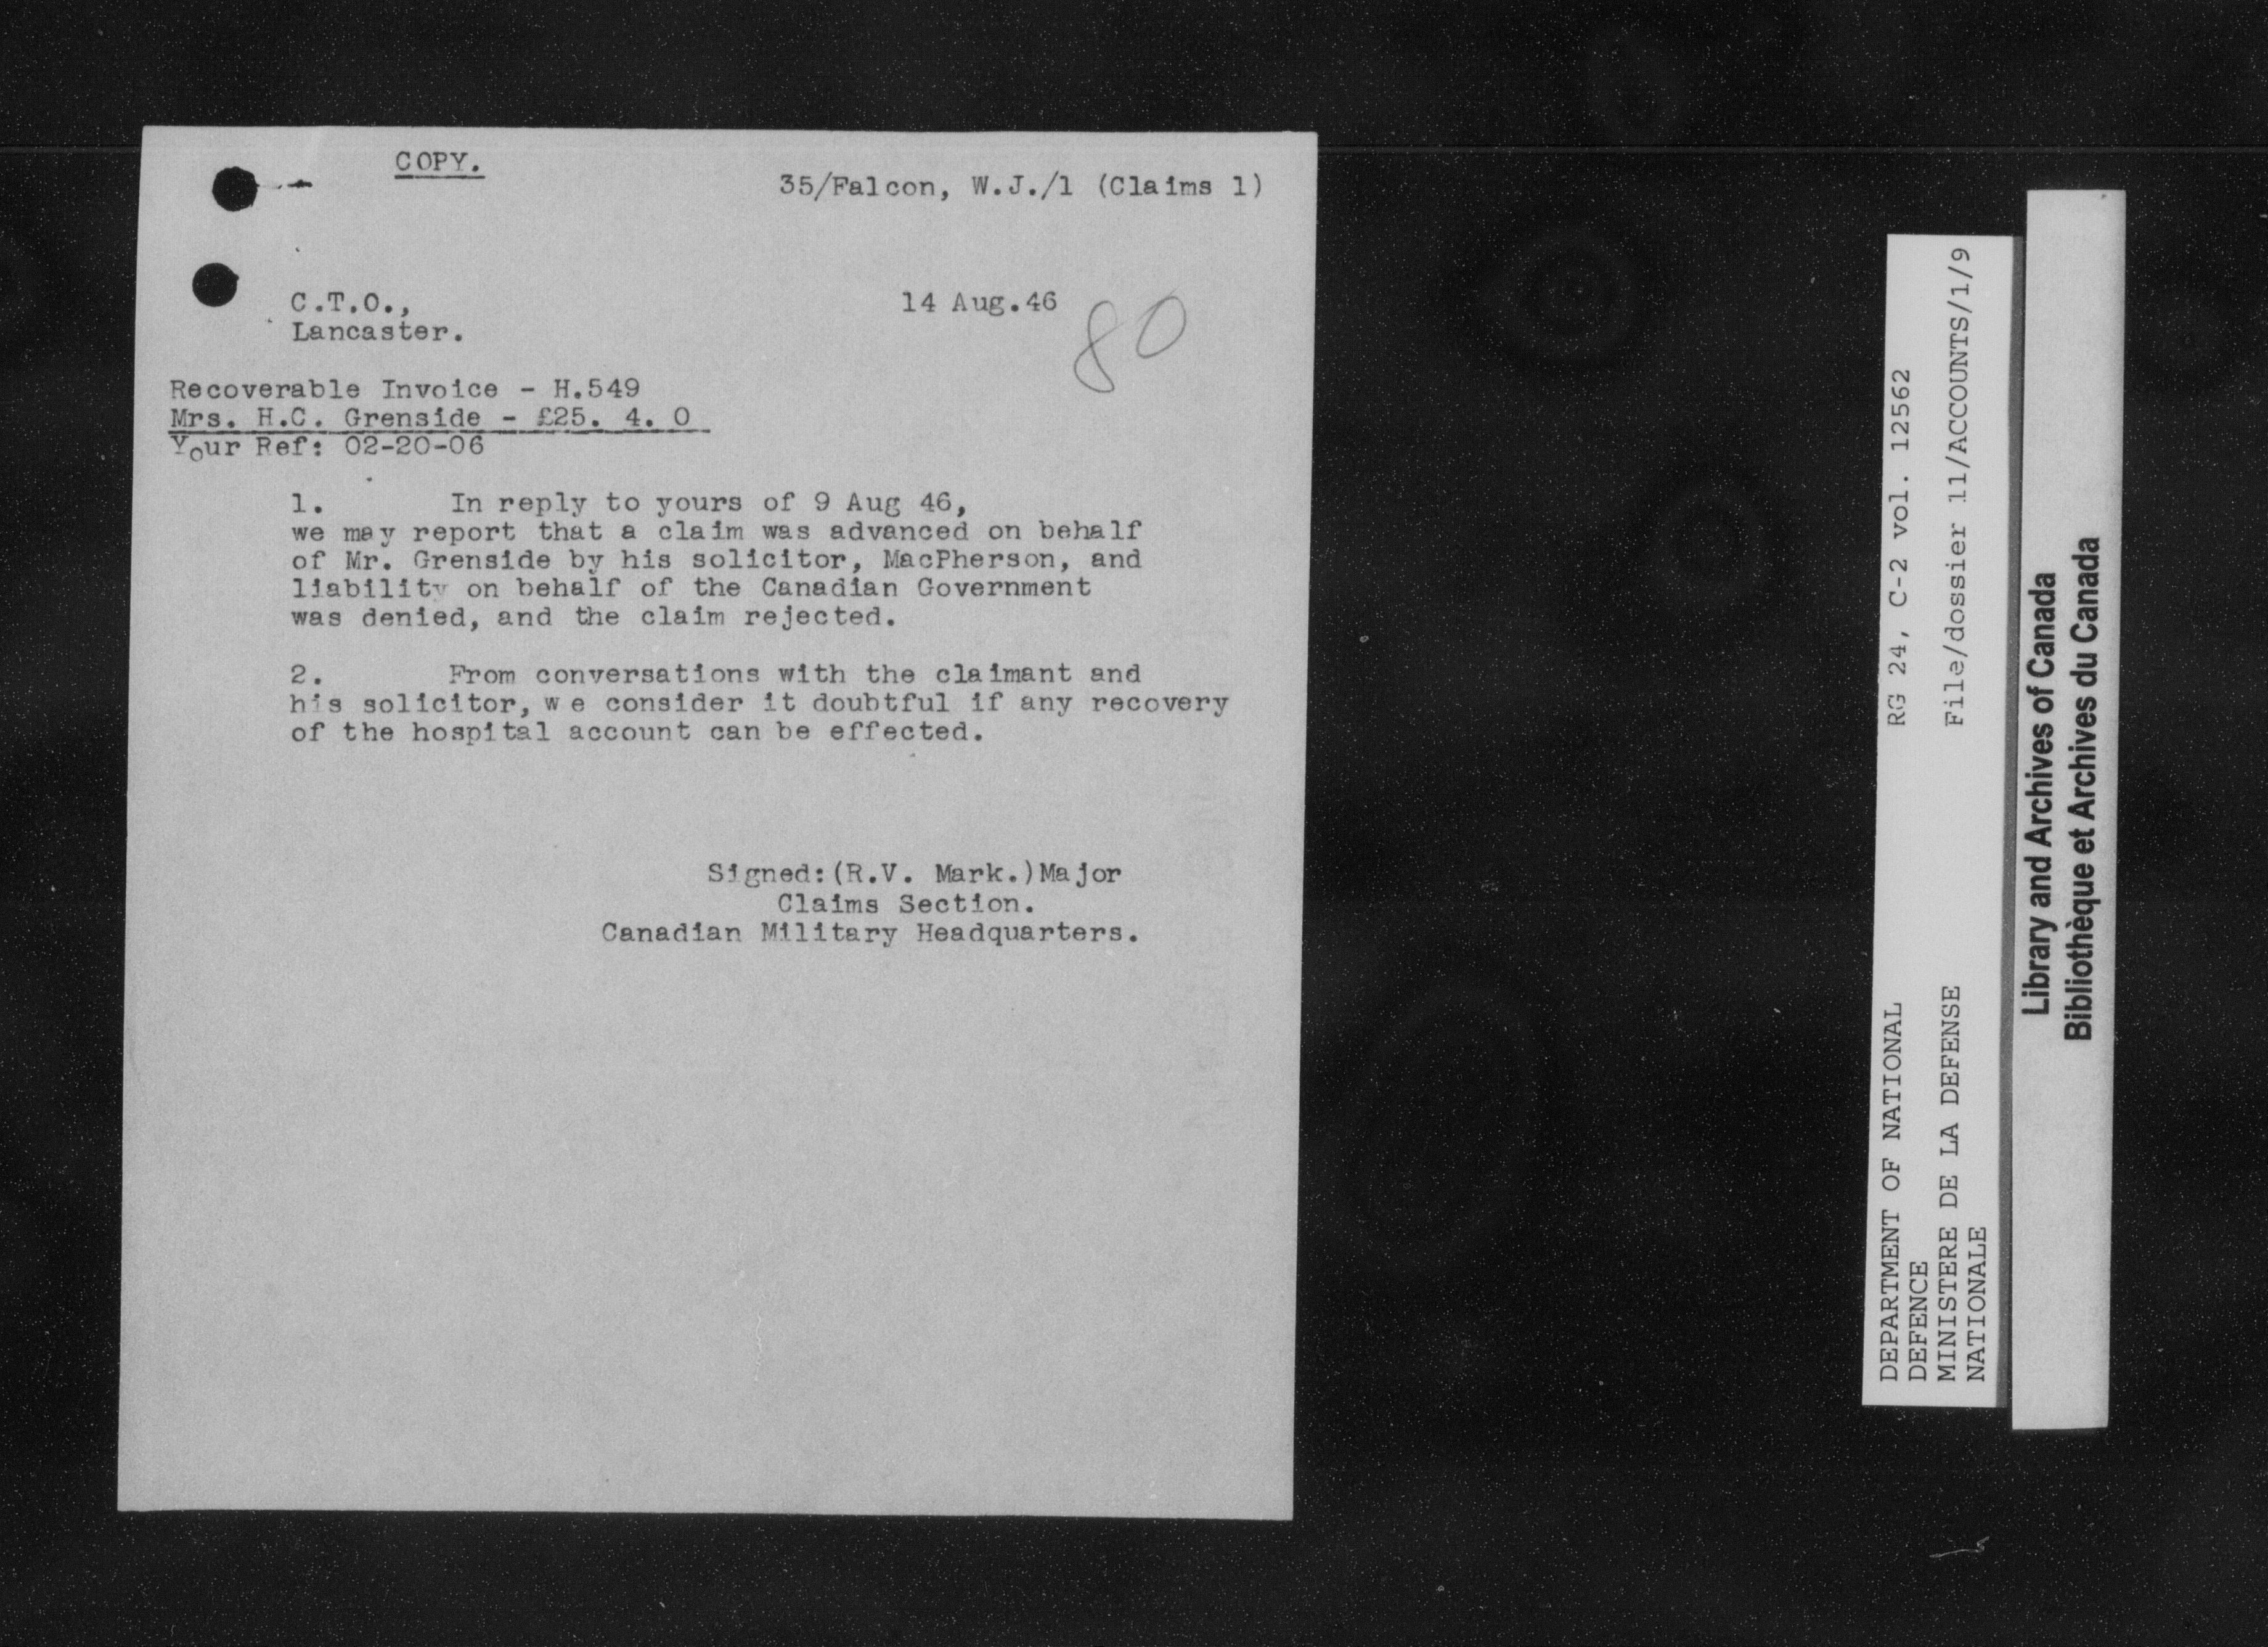 COPY.
35/Falcon, W.J./1 (Claims 1)
C.T.O.,
Lancaster.
14 Aug.46
80
Recoverable Invoice - H.549
Mrs. H.C. Grenside - £25. 4. 0
Your Ref: 02-20-06
1. In reply to yours of 9 Aug 46,
we may report that a claim was advanced on behalf
of Mr. Grenside by his solicitor, MacPherson, and
liability on behalf of the Canadian Government
was denied, and the claim rejected.
2. From conversations with the claimant and
his solicitor, we consider it doubtful if any recovery
of the hospital account can be effected.
Signed:(R.V. Mark.)Major
Claims Section.
Canadian Military Headquarters.
DEPARTMENT OF NATIONAL
DEFENCE
MINISTERE DE LA DEFENSE
NATIONALE
RG 24, C-2 vol. 12562
File/dossier 11/ACCOUNTS/1/9
Library and Archives of Canada
Bibliothèque et Archives du Canada